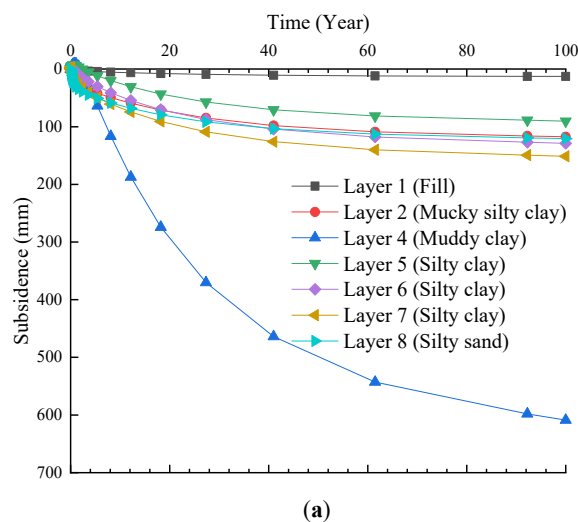 Time (Year)
0 20 40 60 80 100
0
100
200
300
400
500
600
700
Subsidence (mm)
Layer 1 (Fill)
Layer 2 (Mucky silty clay)
Layer 4 (Muddy clay)
Layer 5 (Silty clay)
Layer 6 (Silty clay)
Layer 7 (Silty clay)
Layer 8 (Silty sand)
(a)